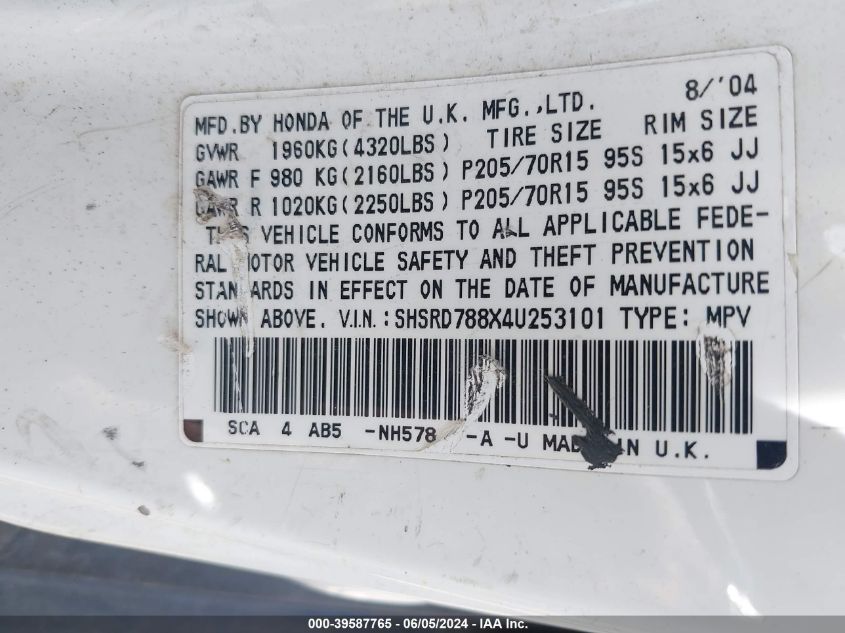 8/'04
MFD.BY HONDA OF THE U.K. MFG.,LTD.
GVWR 1960KG(4320LBS) TIRE SIZE RIM SIZE
GAWR F 980 KG(2160LBS) P205/70R15 95S 15x6 JJ
GAWR R 1020KG(2250LBS) P205/70R15 95S 15x6 JJ
THIS VEHICLE CONFORMS TO ALL APPLICABLE FEDE-
RAL MOTOR VEHICLE SAFETY AND THEFT PREVENTION
STANDARDS IN EFFECT ON THE DATE OF MANUFACTURE
SHOWN ABOVE. V.I.N.: SHSRD788X4U253101 TYPE: MPV
SCA 4 AB5 -NH578 -A -U MADE IN U.K.
000-39587765 - 06/05/2024 - IAA Inc.